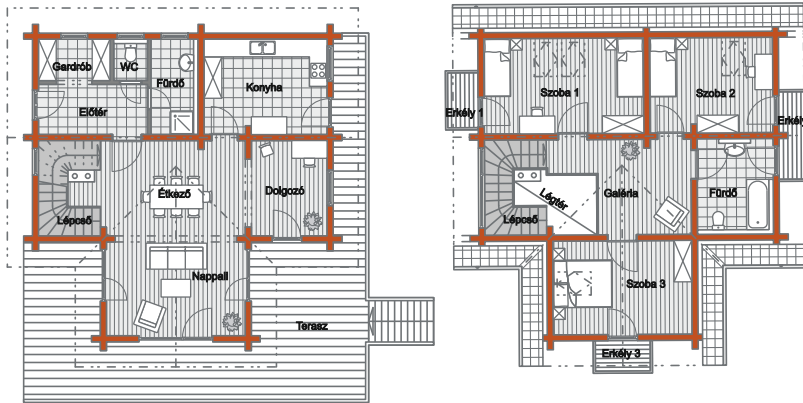 Gardrób
WC
Fürdő
Konyha
Előtér
Étkező
Dolgozó
Lépcső
Nappali
Terasz
Szoba 1
Szoba 2
Erkély 1
Erkély
Légtér
Galéria
Fürdő
Lépcső
Szoba 3
Erkély 3